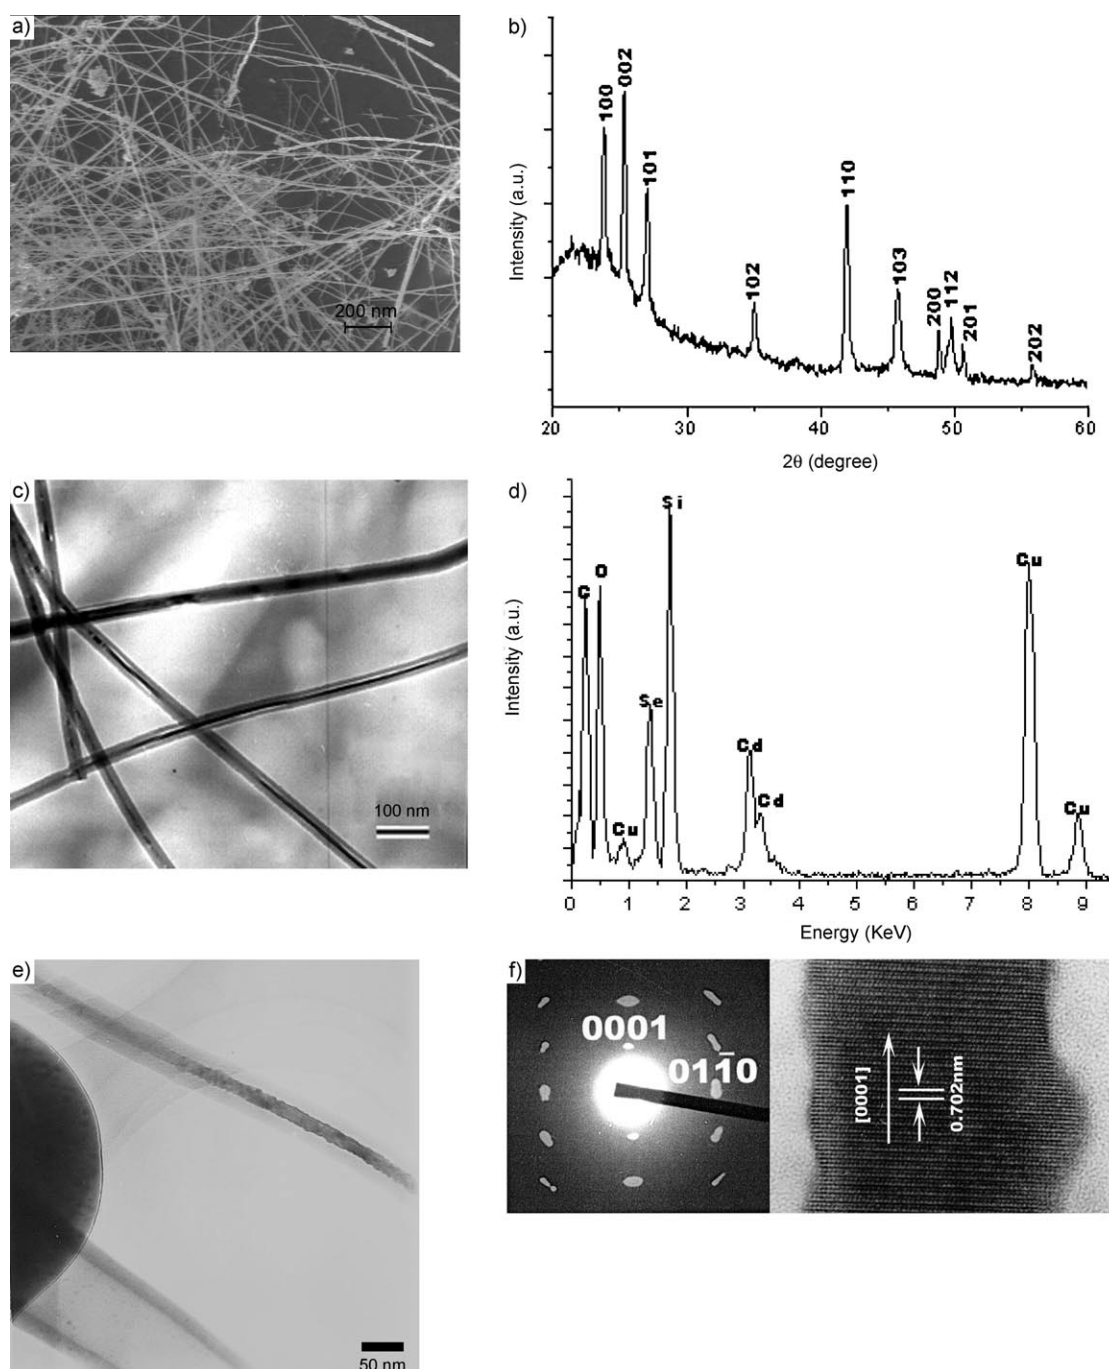 a)
200 nm
b)
Intensity (a.u.)
100
002
101
102
110
103
200
112
201
202
20
30
40
50
60
2θ (degree)
c)
100 nm
d)
Intensity (a.u.)
C
O
Cu
Se
Si
Cd
Cd
Cu
Cu
0
1
2
3
4
5
6
7
8
9
Energy (KeV)
e)
50 nm
f)
0001
011̄0
[0001]
0.702nm